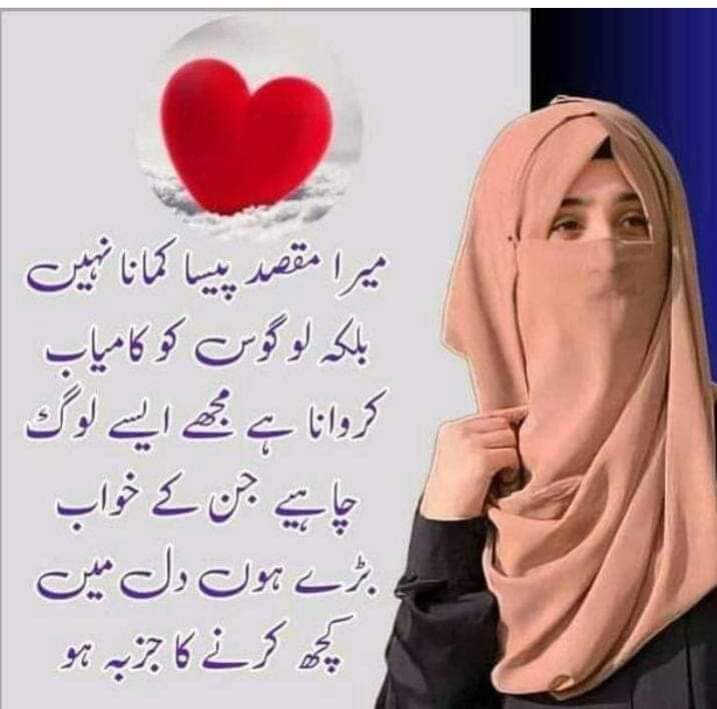 میرا مقصد پیسا کمانا نہیں
بلکہ لوگوں کو کامیاب
کروانا ہے مجھے ایسے لوگ
چاہیے جن کے خواب
بڑے ہوں دل میں
کچھ کرنے کا جزبہ ہو